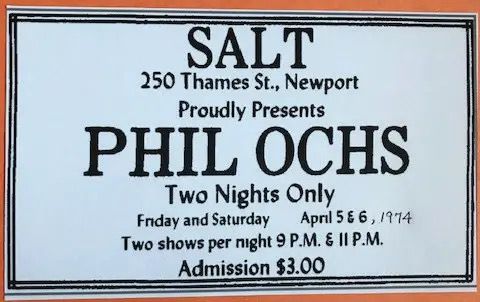 SALT
250 Thames St., Newport
Proudly Presents
PHIL OCHS
Two Nights Only
Friday and Saturday April 5 & 6, 1974
Two shows per night 9 P.M. & 11 P.M.
Admission $3.00